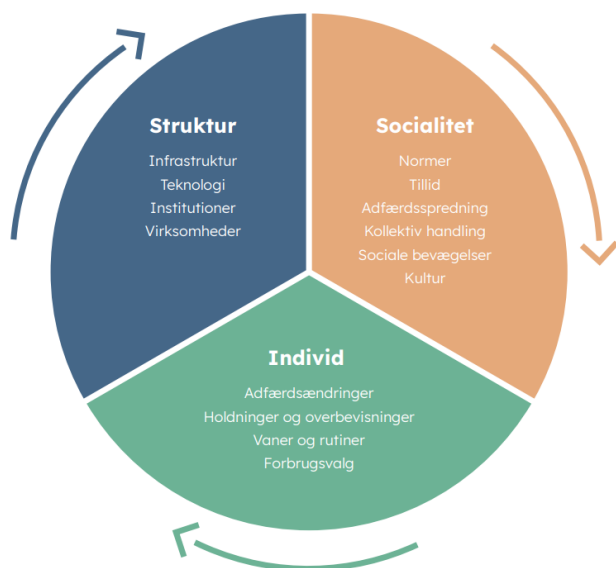 Struktur
Infrastruktur
Teknologi
Institutioner
Virksomheder
Socialitet
Normer
Tillid
Adfærdsspredning
Kollektiv handling
Sociale bevægelser
Kultur
Individ
Adfærdsændringer
Holdninger og overbevisninger
Vaner og rutiner
Forbrugsvalg